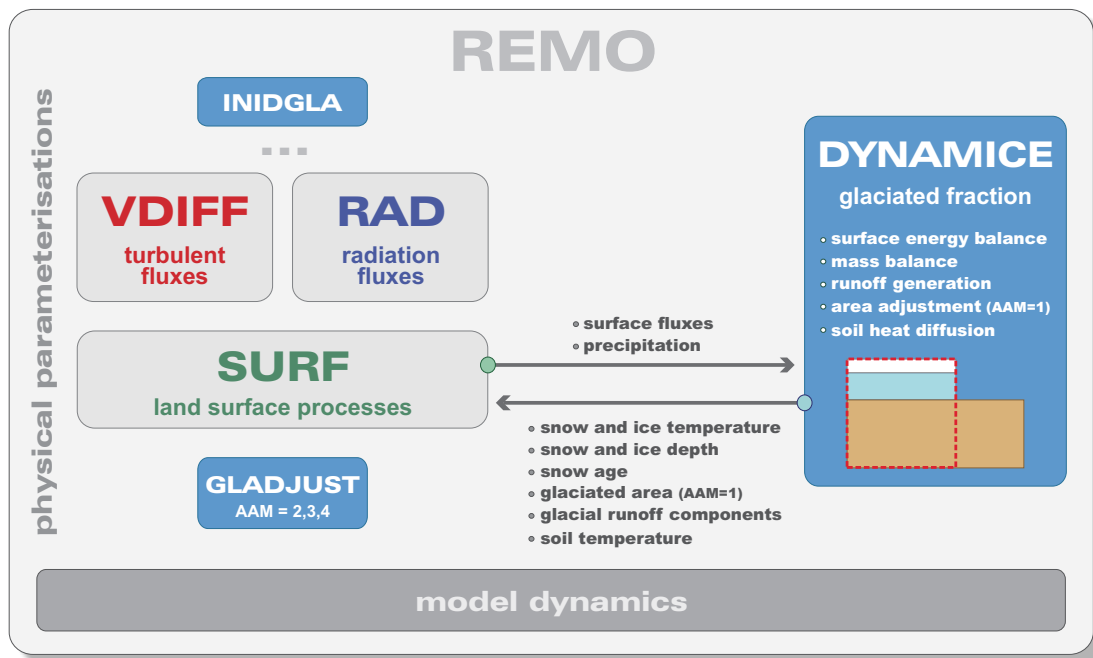 REMO
physical parameterisations
INIDGLA
...
VDIFF
turbulent
fluxes
RAD
radiation
fluxes
SURF
land surface processes
GLADJUST
AAM = 2,3,4
surface fluxes
precipitation
snow and ice temperature
snow and ice depth
snow age
glaciated area (AAM=1)
glacial runoff components
soil temperature
DYNAMICE
glaciated fraction
surface energy balance
mass balance
runoff generation
area adjustment (AAM=1)
soil heat diffusion
model dynamics